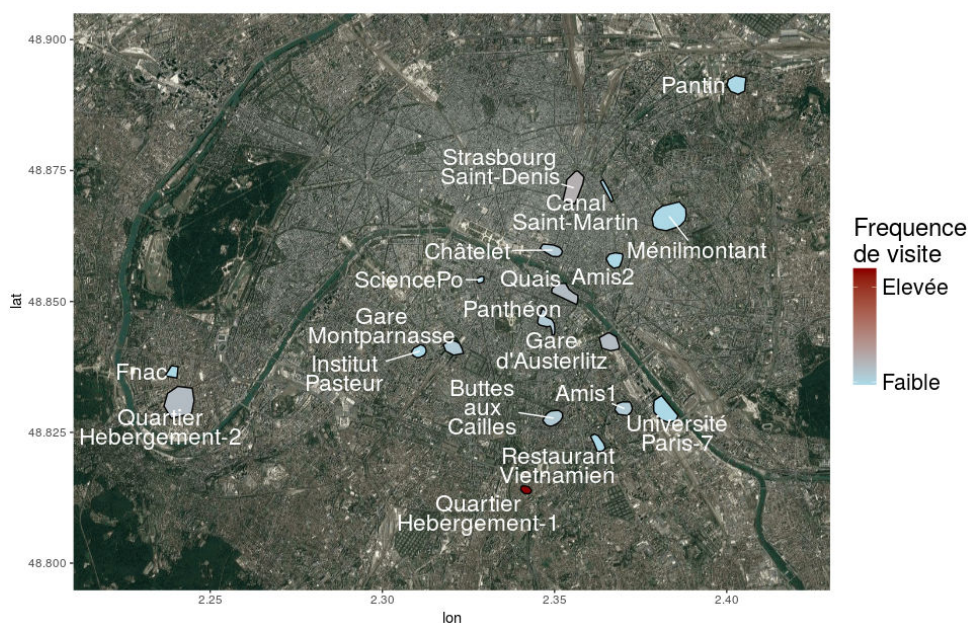 48.900
48.875
48.850
48.825
48.800
lat
Pantin
Strasbourg
Saint-Denis
Canal
Saint-Martin
Ménilmontant
Châtelet
SciencePo
Quais
Amis2
Panthéon
Gare
Montparnasse
Gare
d'Austerlitz
Institut
Pasteur
Fnac
Quartier
Hebergement-2
Buttes
aux
Cailles
Amis1
Université
Paris-7
Restaurant
Vietnamien
Quartier
Hebergement-1
2.25
2.30
2.35
2.40
lon
Frequence
de visite
Elevée
Faible